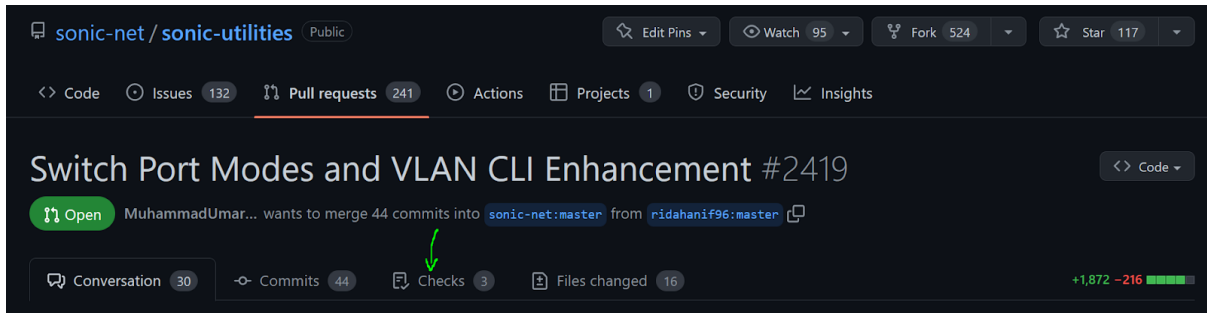 sonic-net / sonic-utilities Public Edit Pins Watch 95 Fork 524 Star 117
Code Issues 132 Pull requests 241 Actions Projects 1 Security Insights
Switch Port Modes and VLAN CLI Enhancement #2419 Code
Open MuhammadUmar... wants to merge 44 commits into sonic-net:master from ridahanif96:master
Conversation 30 Commits 44 Checks 3 Files changed 16 +1,872 −216